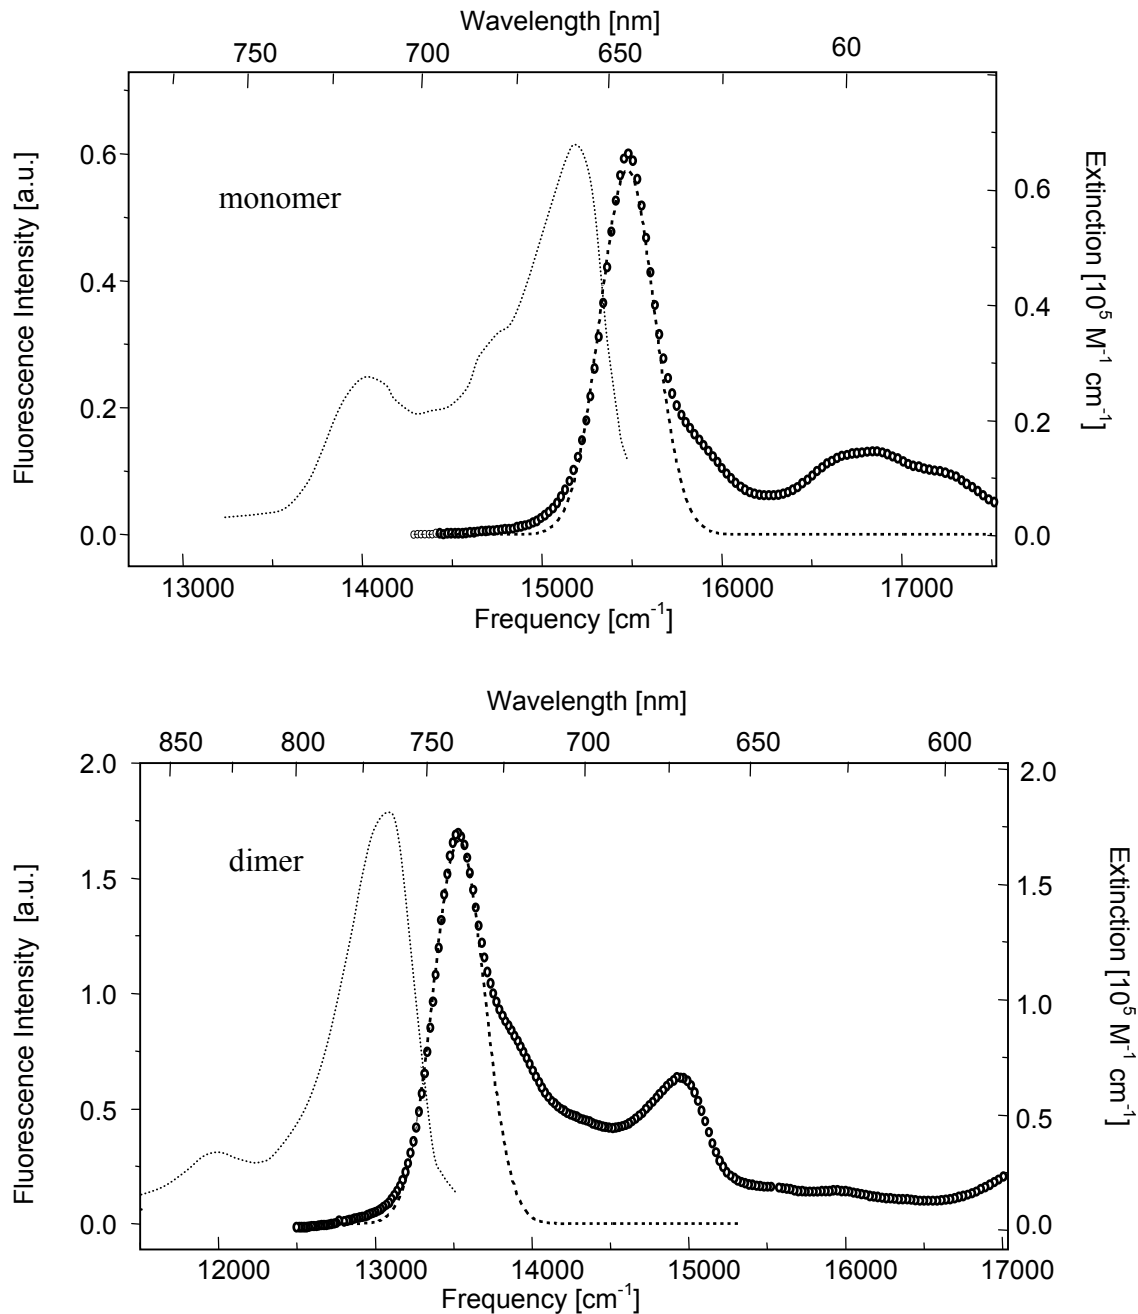 Wavelength [nm]
750 700 650 60
0.6
0.4
0.2
0.0
Fluorescence Intensity [a.u.]
monomer
0.6
0.4
0.2
0.0
Extinction [10⁵ M⁻¹ cm⁻¹]
13000 14000 15000 16000 17000
Frequency [cm⁻¹]
Wavelength [nm]
850 800 750 700 650 600
2.0
1.5
1.0
0.5
0.0
Fluorescence Intensity [a.u.]
dimer
2.0
1.5
1.0
0.5
0.0
Extinction [10⁵ M⁻¹ cm⁻¹]
12000 13000 14000 15000 16000 17000
Frequency [cm⁻¹]